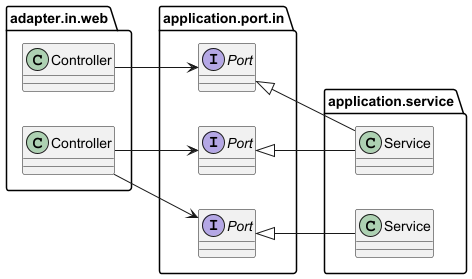 adapter.in.web
application.port.in
C Controller
I Port
application.service
C Controller
I Port
C Service
I Port
C Service